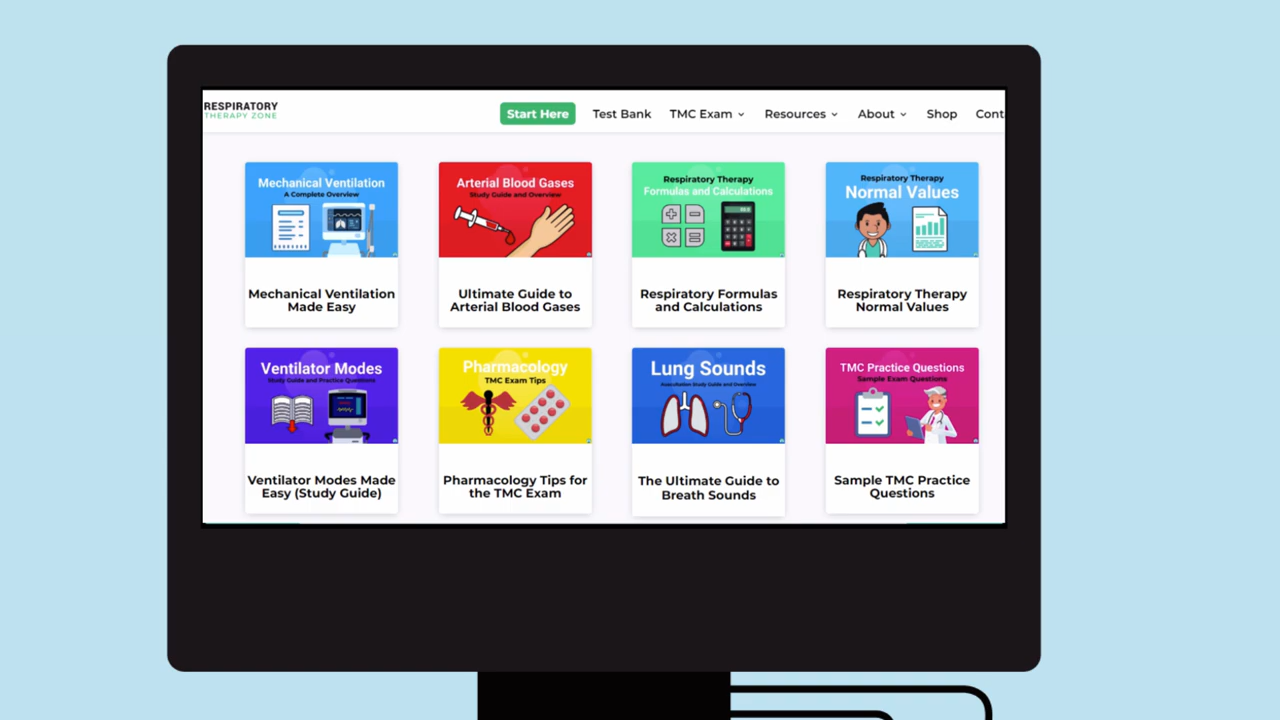 RESPIRATORY
THERAPY ZONE
Start Here
Test Bank
TMC Exam
Resources
About
Shop
Cont
Mechanical Ventilation
A Complete Overview
Mechanical Ventilation
Made Easy
Arterial Blood Gases
Study Guide and Overview
Ultimate Guide to
Arterial Blood Gases
Respiratory Therapy
Formulas and Calculations
Respiratory Formulas
and Calculations
Respiratory Therapy
Normal Values
Respiratory Therapy
Normal Values
Ventilator Modes
Study Guide and Practice Questions
Ventilator Modes Made
Easy (Study Guide)
Pharmacology
TMC Exam Tips
Pharmacology Tips for
the TMC Exam
Lung Sounds
Auscultation Study Guide and Overview
The Ultimate Guide to
Breath Sounds
TMC Practice Questions
Sample Exam Questions
Sample TMC Practice
Questions